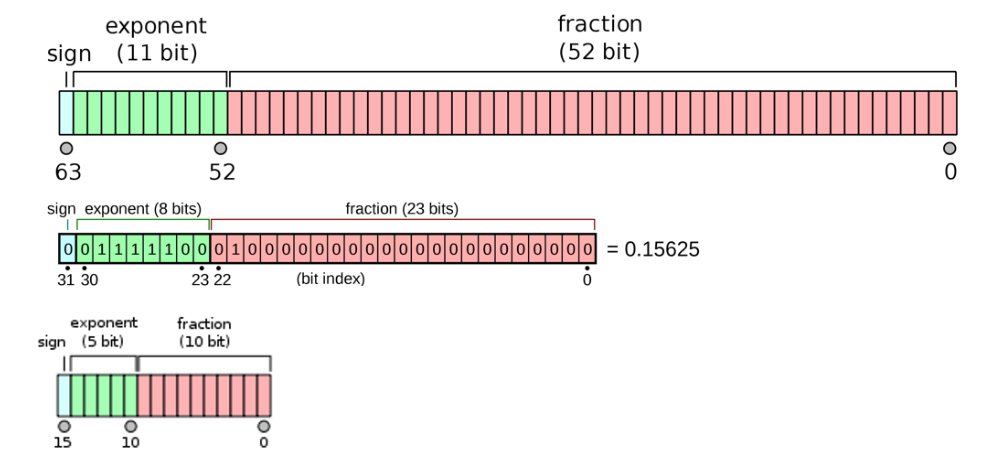 exponent
fraction
sign (11 bit)
(52 bit)
63 52 0
sign exponent (8 bits) fraction (23 bits)
0 0 1 1 1 1 1 0 0 0 1 0 0 0 0 0 0 0 0 0 0 0 0 0 0 0 0 0 0 0 0 0 = 0.15625
31 30 23 22 (bit index) 0
exponent fraction
sign (5 bit) (10 bit)
15 10 0